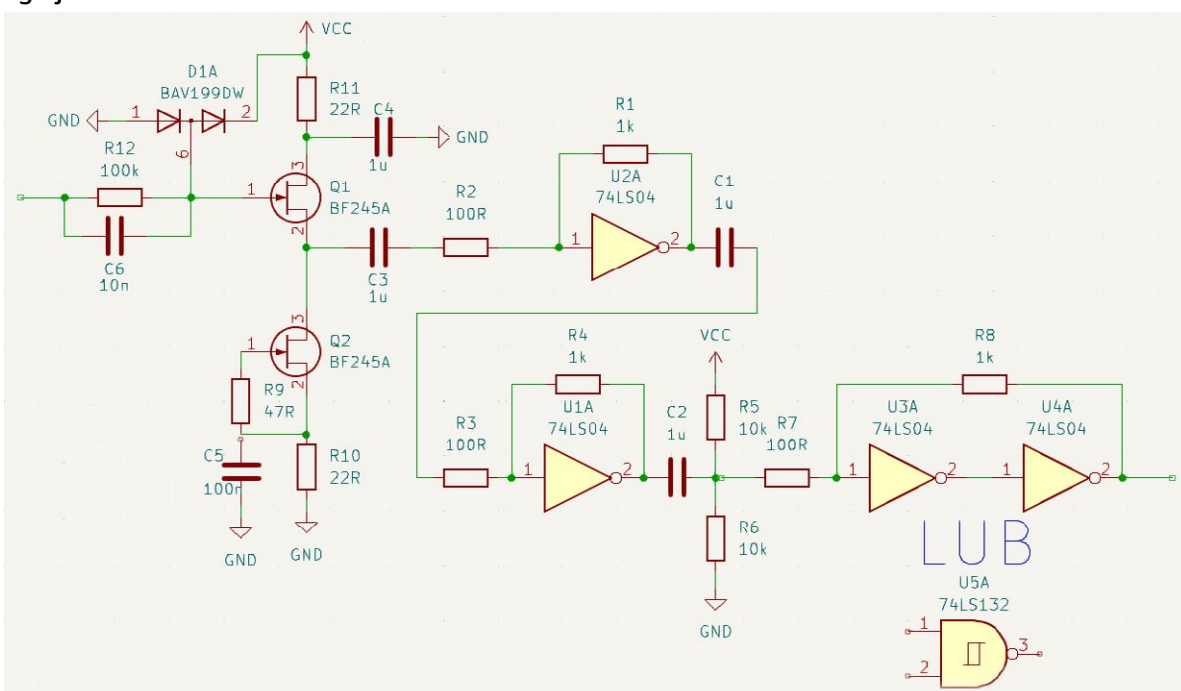 VCC
D1A
BAV199DW
GND
1
2
6
R11
22R
C4
1u
GND
R12
100k
C6
10n
1
3
2
Q1
BF245A
R2
100R
C3
1u
R1
1k
U2A
74LS04
1
2
C1
1u
1
3
2
Q2
BF245A
R9
47R
C5
100n
GND
R10
22R
GND
R3
100R
R4
1k
U1A
74LS04
1
2
C2
1u
VCC
R5
10k
R6
10k
GND
R7
100R
R8
1k
U3A
74LS04
1
2
U4A
74LS04
1
2
LUB
U5A
74LS132
1
2
3